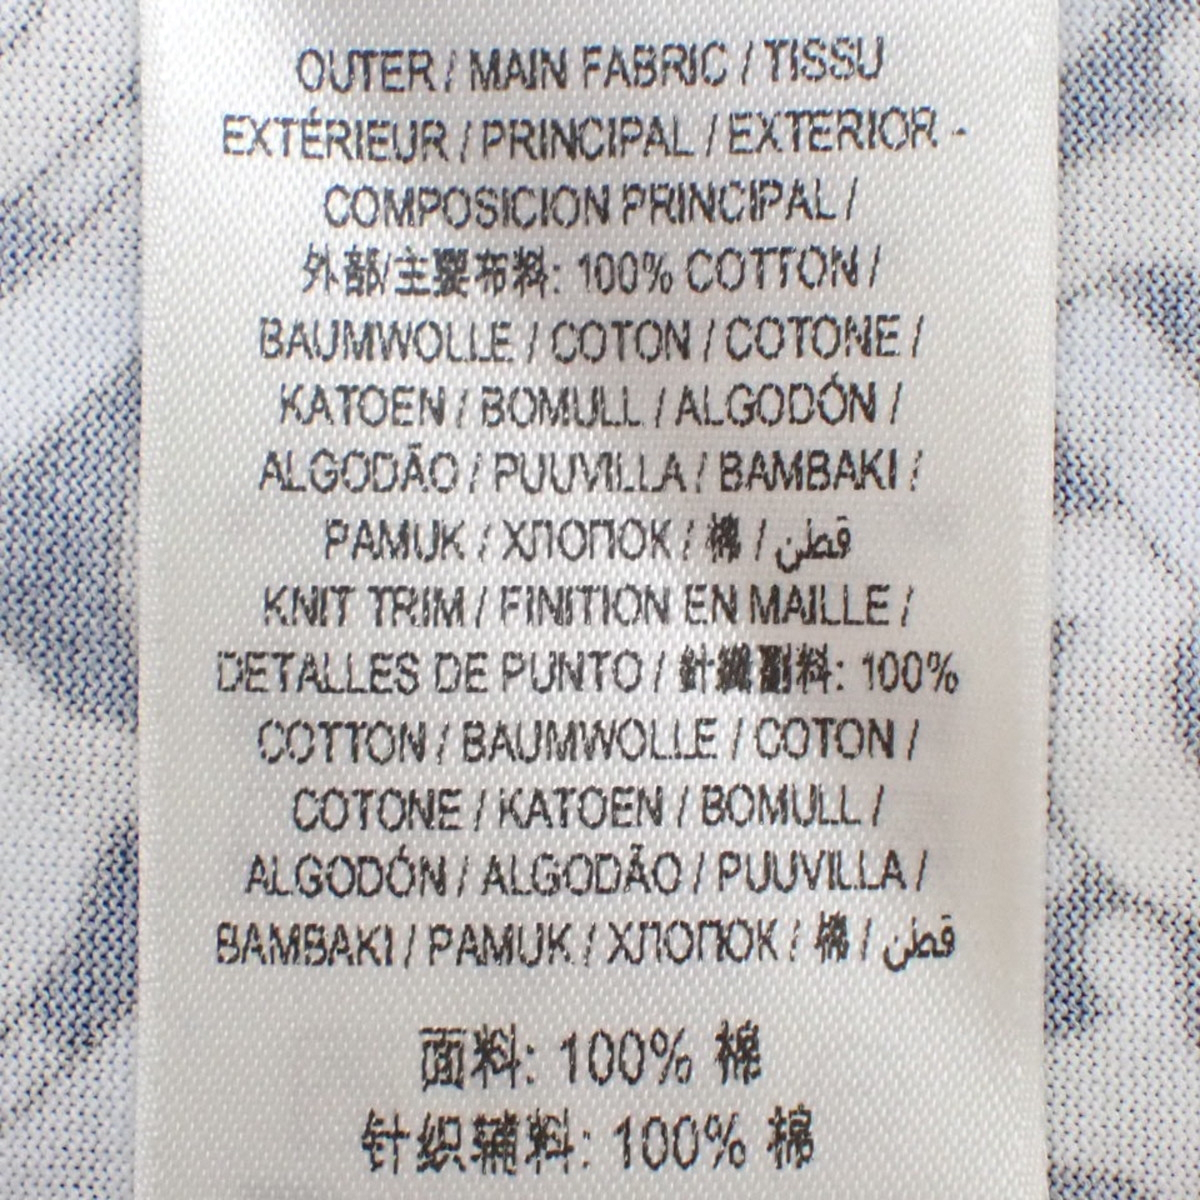 OUTER / MAIN FABRIC / TISSU
EXTÉRIEUR / PRINCIPAL / EXTERIOR -
COMPOSICION PRINCIPAL /
外部/主要布料: 100% COTTON /
BAUMWOLLE / COTON / COTONE /
KATOEN / BOMULL / ALGODÓN /
ALGODÃO / PUUVILLA / BAMBAKI /
PAMUK / ХЛОПОК / 棉 / قطن
KNIT TRIM / FINITION EN MAILLE /
DETALLES DE PUNTO / 針織副料: 100%
COTTON / BAUMWOLLE / COTON /
COTONE / KATOEN / BOMULL /
ALGODÓN / ALGODÃO / PUUVILLA /
BAMBAKI / PAMUK / ХЛОПОК / 棉 / قطن
面料: 100% 棉
针织辅料: 100% 棉